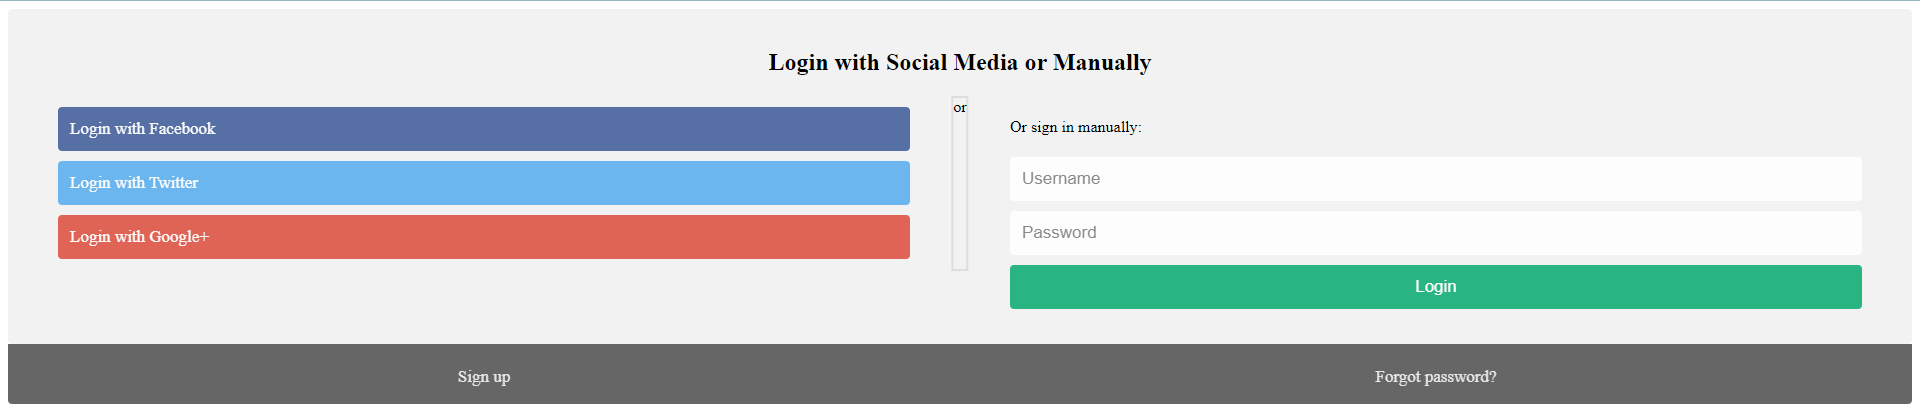 Login with Social Media or Manually
Login with Facebook
Login with Twitter
Login with Google+
or
Or sign in manually:
Username
Password
Login
Sign up
Forgot password?